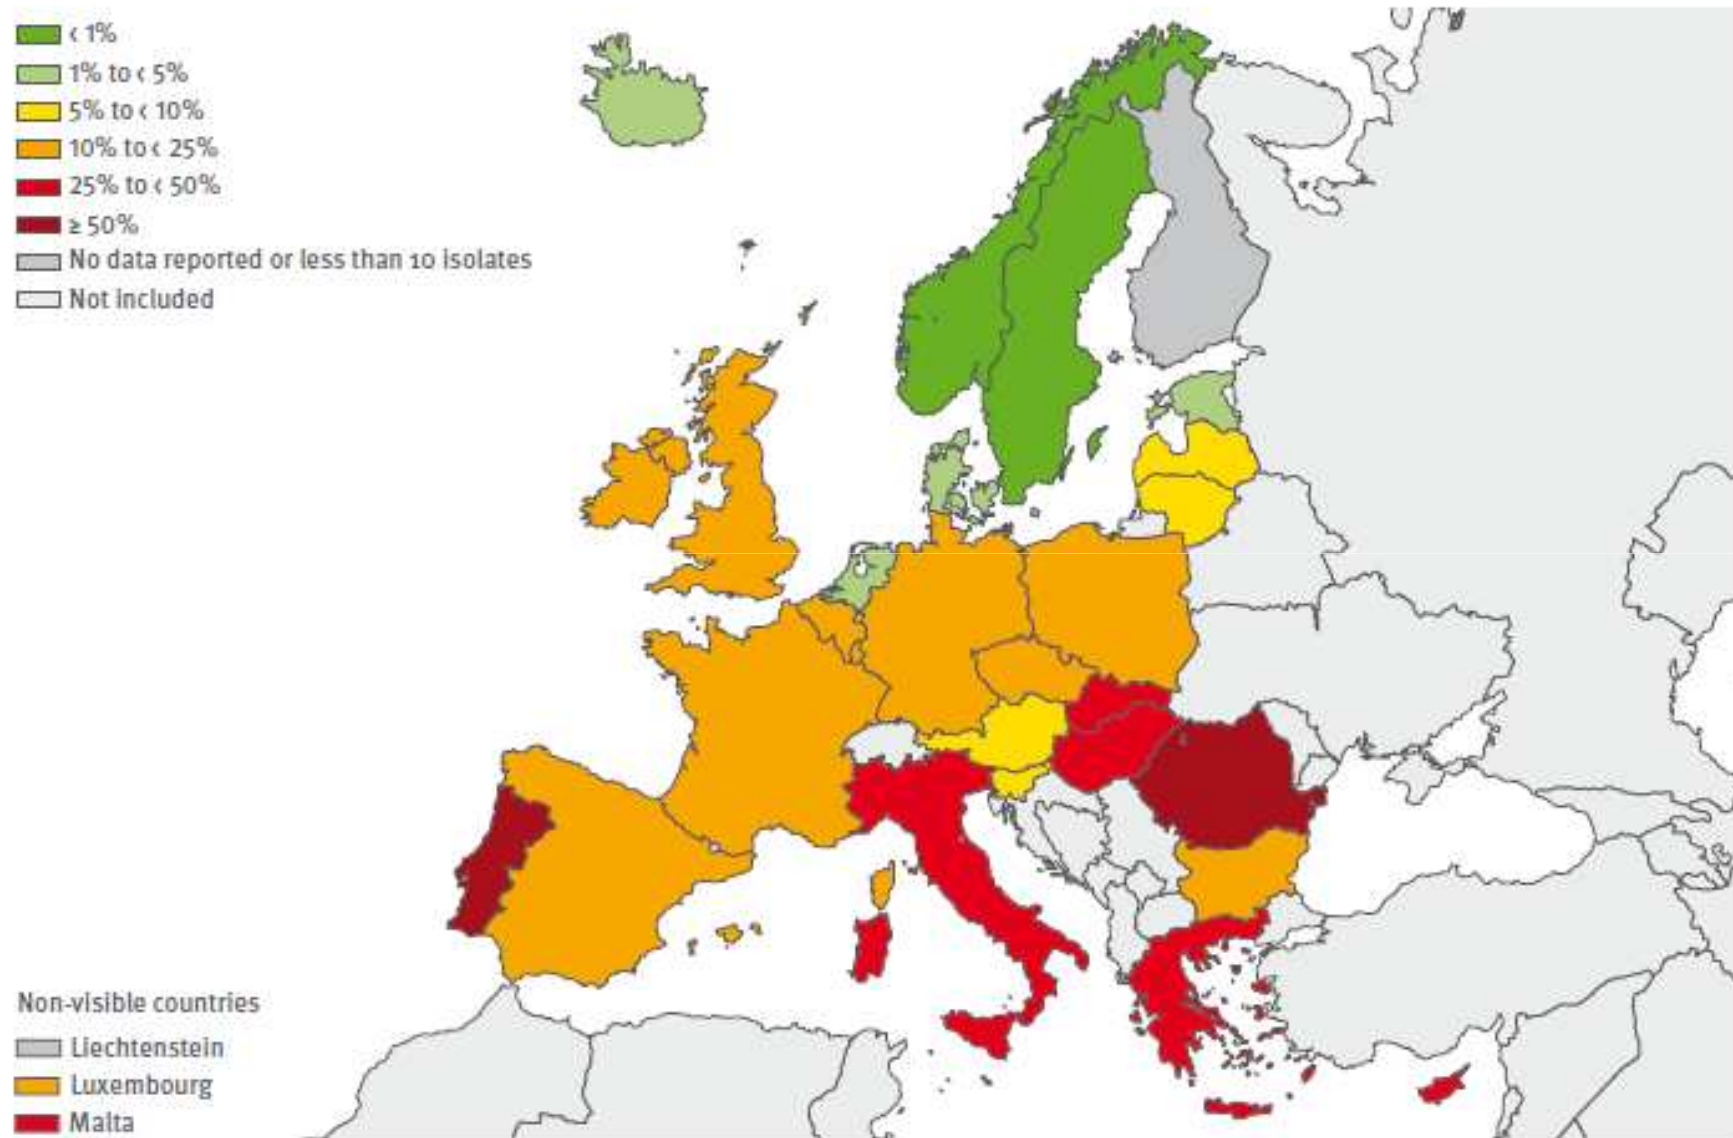 < 1%
1% to < 5%
5% to < 10%
10% to < 25%
25% to < 50%
≥ 50%
No data reported or less than 10 isolates
Not included
Non-visible countries
Liechtenstein
Luxembourg
Malta